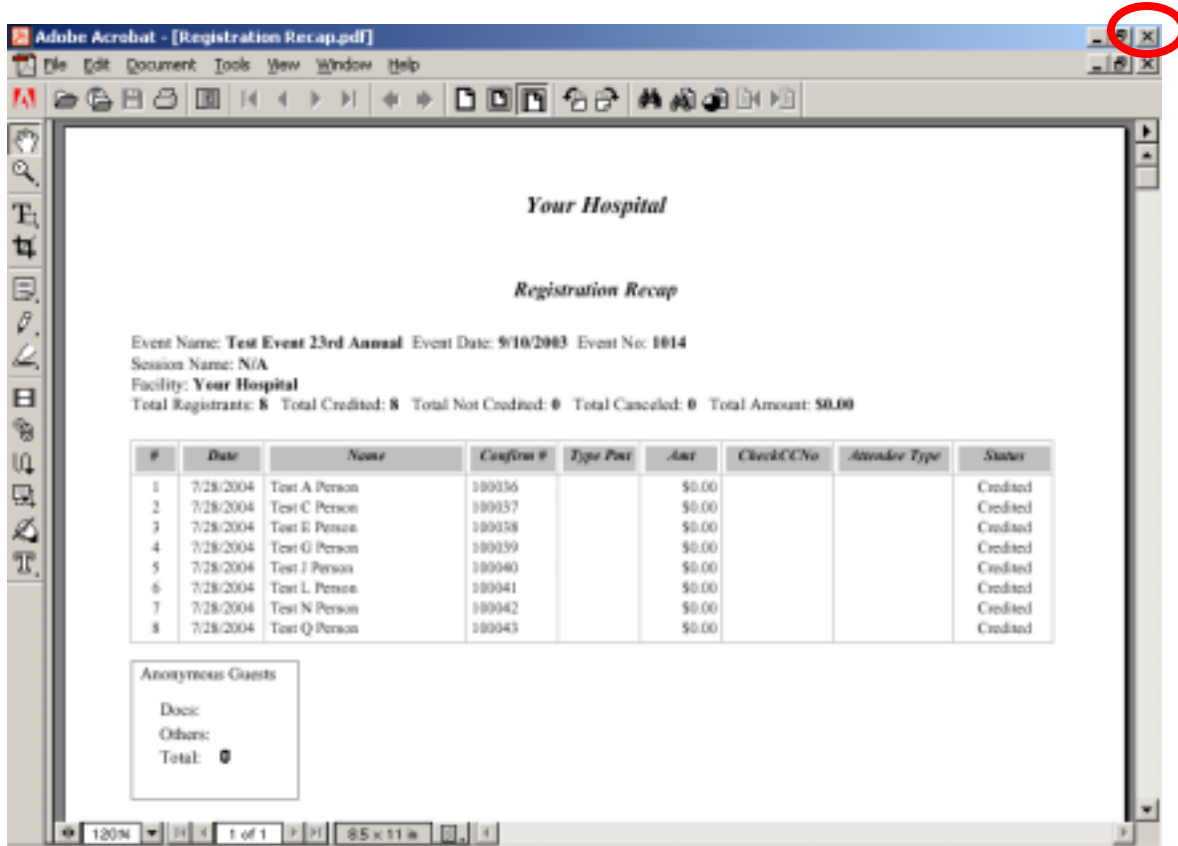 Adobe Acrobat - [Registration Recap.pdf]
File Edit Document Tools View Window Help
Your Hospital
Registration Recap
Event Name: Test Event 23rd Annual Event Date: 9/10/2003 Event No: 1014
Session Name: N/A
Facility: Your Hospital
Total Registrants: 8 Total Credited: 8 Total Not Credited: 0 Total Canceled: 0 Total Amount: $0.00
# Date Name Confirm # Type Pmt Amt CheckCCNo Attendee Type Status
1 7/28/2004 Test A Person 100036 $0.00 Credited
2 7/28/2004 Test C Person 100037 $0.00 Credited
3 7/28/2004 Test E Person 100038 $0.00 Credited
4 7/28/2004 Test G Person 100039 $0.00 Credited
5 7/28/2004 Test J Person 100040 $0.00 Credited
6 7/28/2004 Test L Person 100041 $0.00 Credited
7 7/28/2004 Test N Person 100042 $0.00 Credited
8 7/28/2004 Test Q Person 100043 $0.00 Credited
Anonymous Guests
Docs:
Others:
Total: 0
120% 1 of 1 8.5 x 11 in